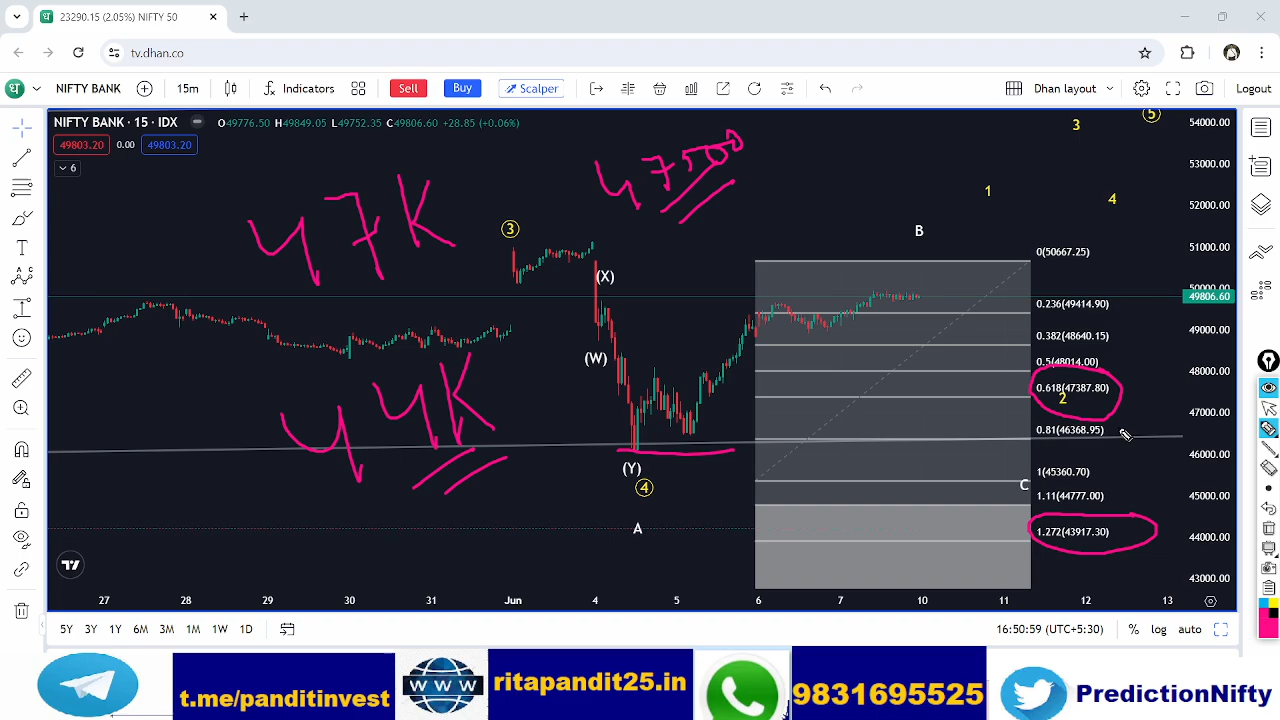 23290.15 (2.05%) NIFTY 50
tv.dhan.co
NIFTY BANK
15m
Indicators
Sell
Buy
Scalper
Dhan layout
Logout
NIFTY BANK · 15 · IDX
O49776.50 H49849.05 L49752.35 C49806.60 +28.85 (+0.06%)
49803.20
0.00
49803.20
6
47K
47500
44K
3
(X)
(W)
(Y)
4
A
B
C
1
2
3
4
5
0(50667.25)
0.236(49414.90)
0.382(48640.15)
0.5(48014.00)
0.618(47387.80)
0.81(46368.95)
1(45360.70)
1.11(44777.00)
1.272(43917.30)
54000.00
53000.00
52000.00
51000.00
50000.00
49806.60
49000.00
48000.00
47000.00
46000.00
45000.00
44000.00
43000.00
27 28 29 30 31 Jun 4 5 6 7 10 11 12 13
5Y 3Y 1Y 6M 3M 1M 1W 1D
16:50:59 (UTC+5:30)
% log auto
t.me/panditinvest
WWW
ritapandit25.in
9831695525
PredictionNifty